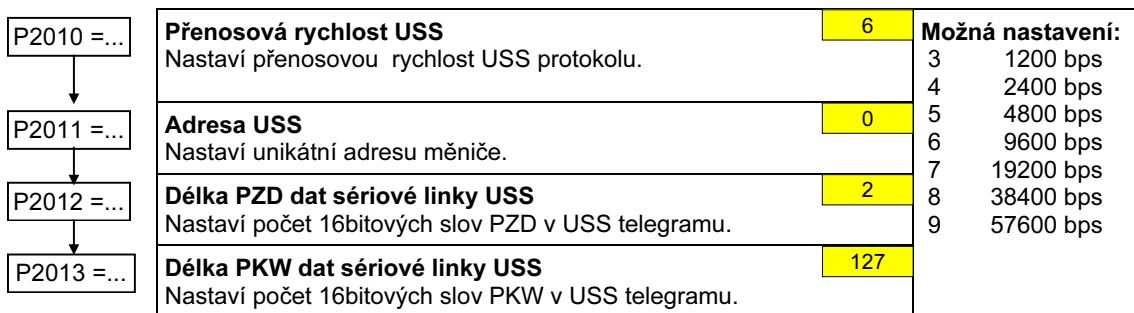 P2010 =...
Přenosová rychlost USS
6
Nastaví přenosovou rychlost USS protokolu.
P2011 =...
Adresa USS
0
Nastaví unikátní adresu měniče.
P2012 =...
Délka PZD dat sériové linky USS
2
Nastaví počet 16bitových slov PZD v USS telegramu.
P2013 =...
Délka PKW dat sériové linky USS
127
Nastaví počet 16bitových slov PKW v USS telegramu.
Možná nastavení:
3 1200 bps
4 2400 bps
5 4800 bps
6 9600 bps
7 19200 bps
8 38400 bps
9 57600 bps